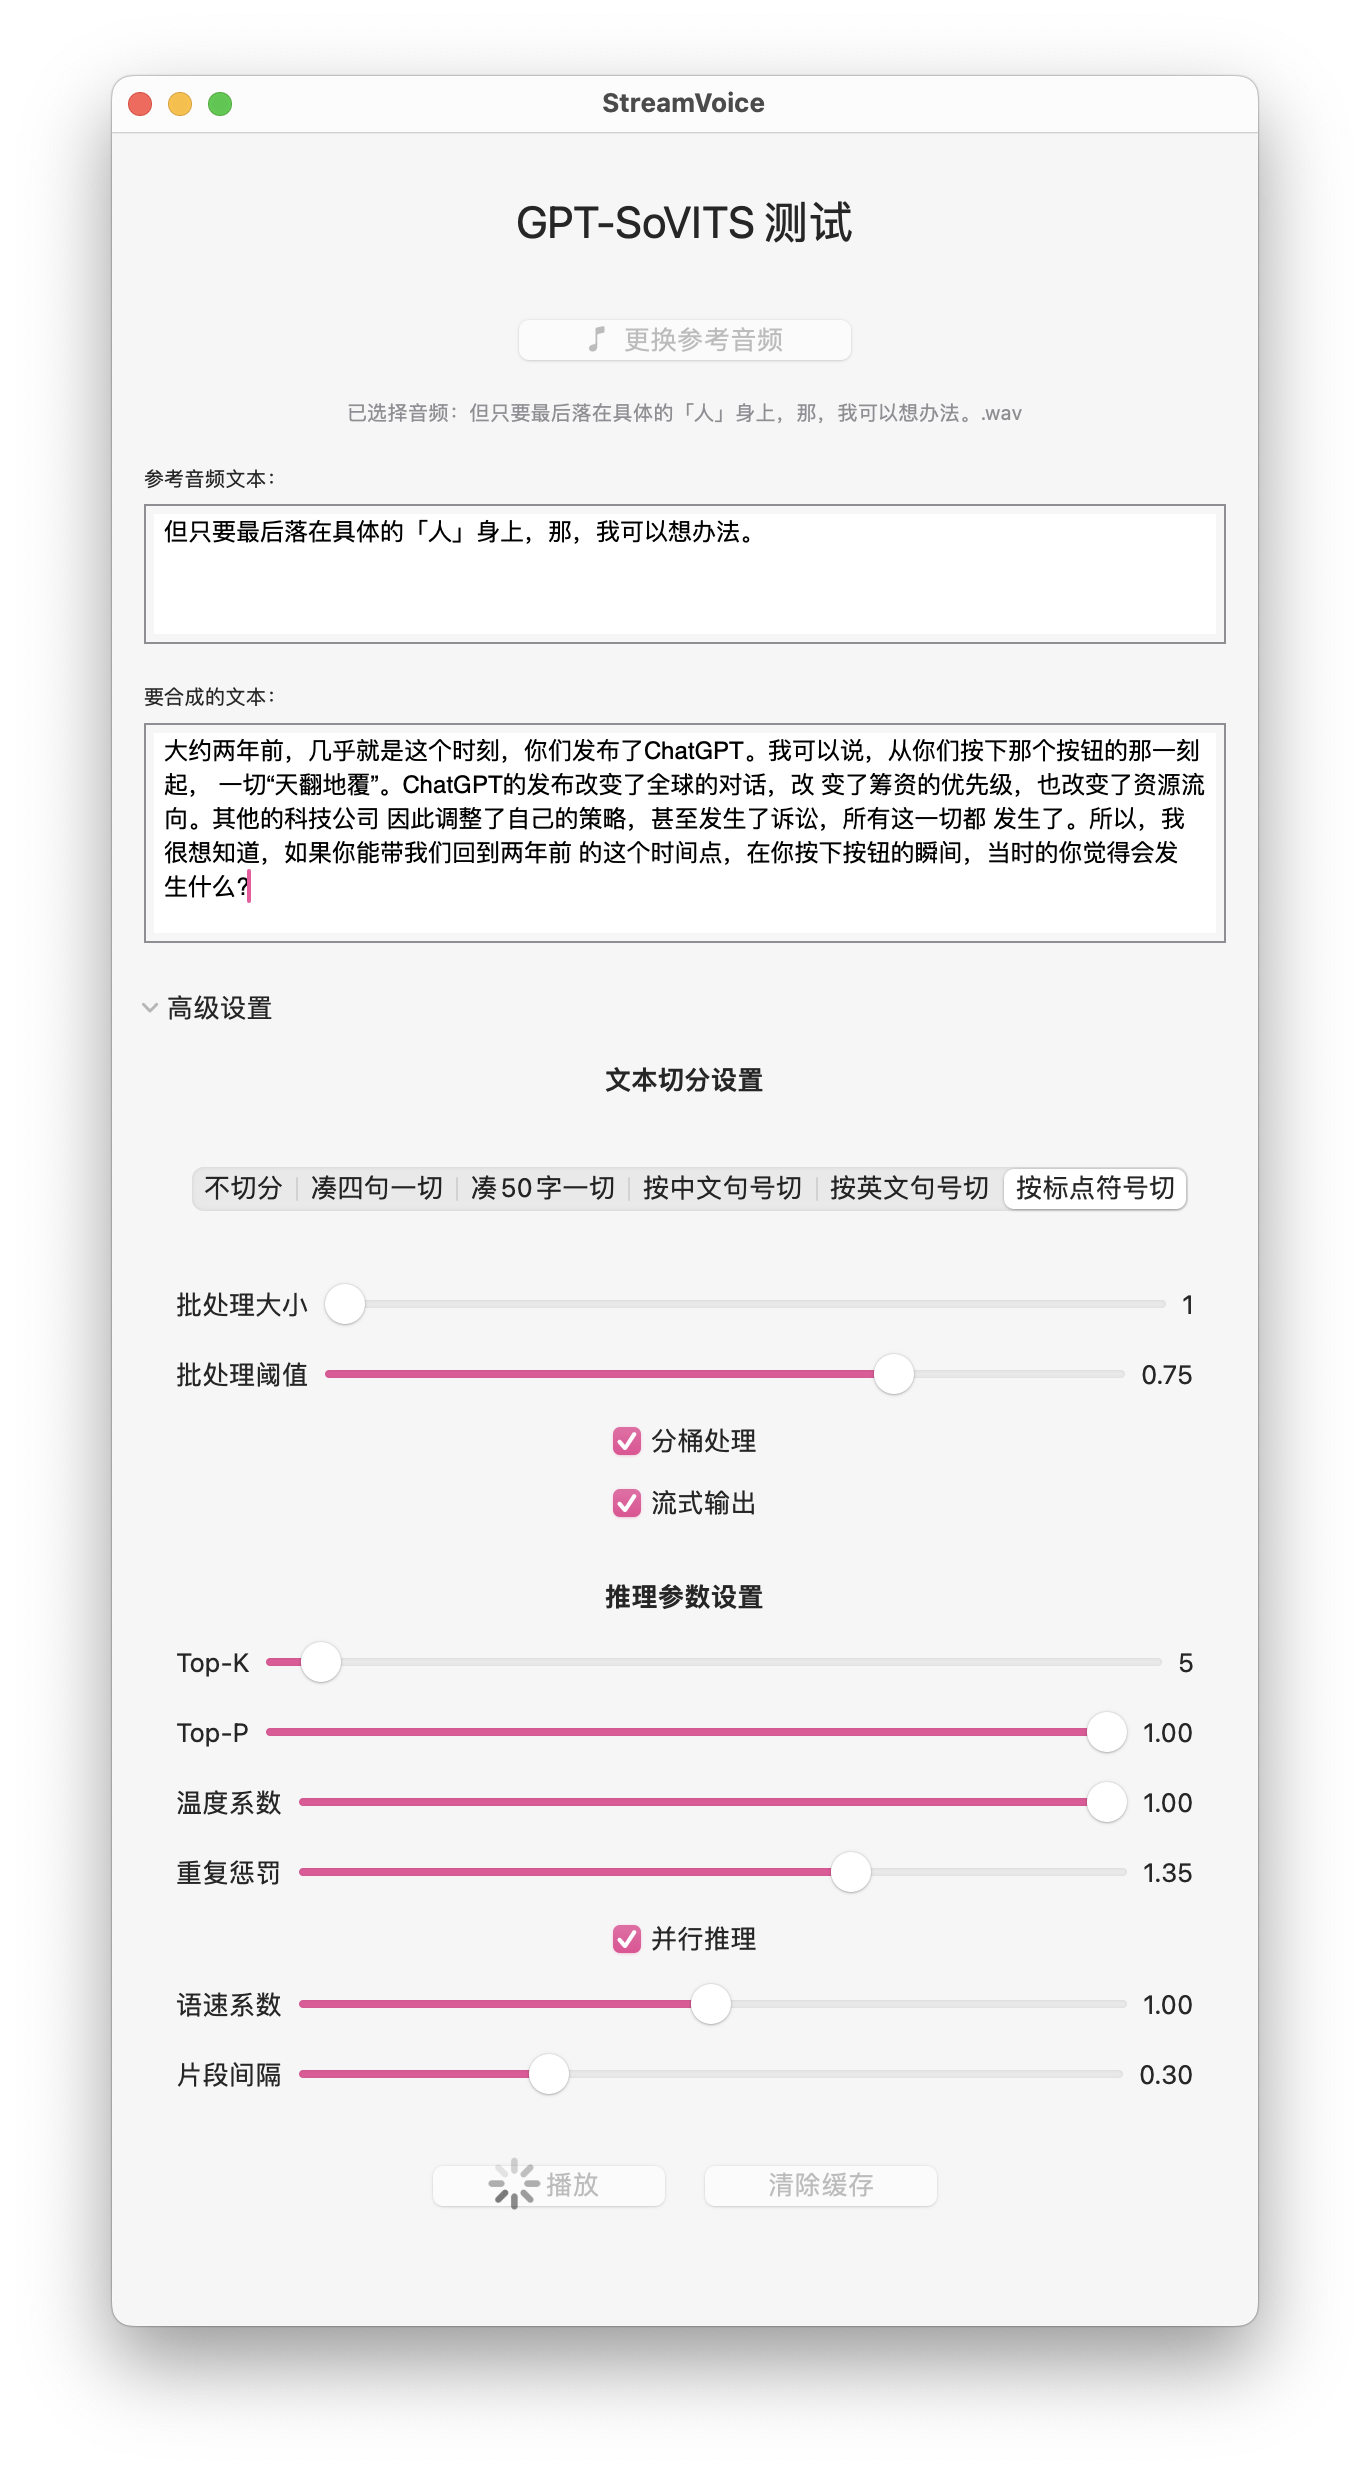 StreamVoice
GPT-SoVITS 测试
更换参考音频
已选择音频：但只要最后落在具体的「人」身上，那，我可以想办法。.wav
参考音频文本：
但只要最后落在具体的「人」身上，那，我可以想办法。
要合成的文本：
大约两年前，几乎就是这个时刻，你们发布了ChatGPT。我可以说，从你们按下那个按钮的那一刻
起， 一切“天翻地覆”。ChatGPT的发布改变了全球的对话，改 变了筹资的优先级，也改变了资源流
向。其他的科技公司 因此调整了自己的策略，甚至发生了诉讼，所有这一切都 发生了。所以，我
很想知道，如果你能带我们回到两年前 的这个时间点，在你按下按钮的瞬间，当时的你觉得会发
生什么?
高级设置
文本切分设置
不切分 凑四句一切 凑50字一切 按中文句号切 按英文句号切 按标点符号切
批处理大小 1
批处理阈值 0.75
分桶处理
流式输出
推理参数设置
Top-K 5
Top-P 1.00
温度系数 1.00
重复惩罚 1.35
并行推理
语速系数 1.00
片段间隔 0.30
播放 清除缓存